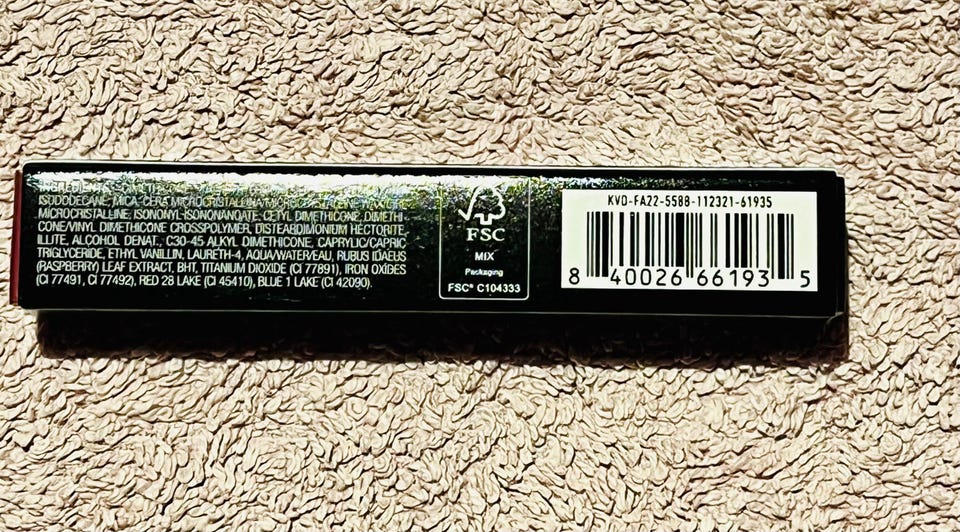 INGREDIENTS:
ISODODECANE, MICA, CERA MICROCRISTALLINA/MICROCRYSTALLINE WAX/CIRE
MICROCRISTALLINE, ISONONYL ISONONANOATE, CETYL DIMETHICONE, DIMETHI-
CONE/VINYL DIMETHICONE CROSSPOLYMER, DISTEARDIMONIUM HECTORITE,
ILLITE, ALCOHOL DENAT., C30-45 ALKYL DIMETHICONE, CAPRYLIC/CAPRIC
TRIGLYCERIDE, ETHYL VANILLIN, LAURETH-4, AQUA/WATER/EAU, RUBUS IDAEUS
(RASPBERRY) LEAF EXTRACT, BHT, TITANIUM DIOXIDE (CI 77891), IRON OXIDES
(CI 77491, CI 77492), RED 28 LAKE (CI 45410), BLUE 1 LAKE (CI 42090).
FSC
MIX
Packaging
FSC® C104333
KVD-FA22-5588-112321-61935
8 40026 66193 5